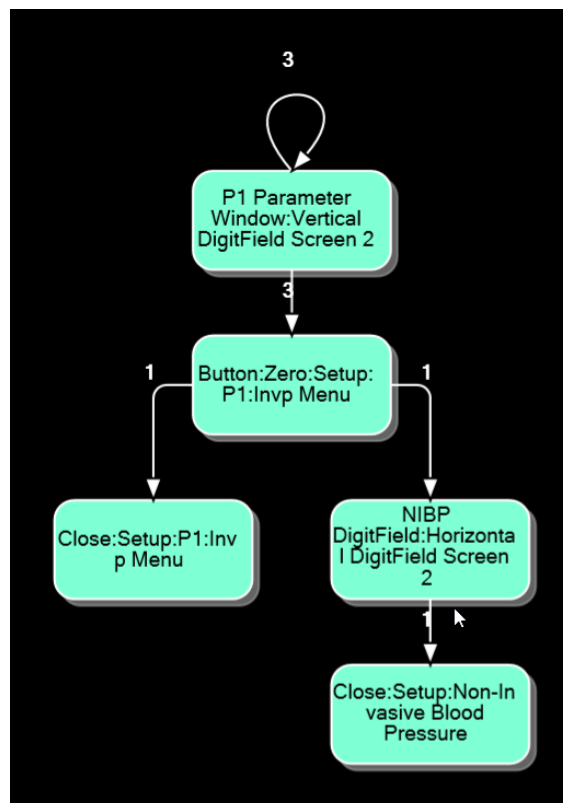 3
P1 Parameter
Window:Vertical
DigitField Screen 2
3
Button:Zero:Setup:
P1:Invp Menu
1
1
Close:Setup:P1:Inv
p Menu
NIBP
DigitField:Horizonta
l DigitField Screen
2
1
Close:Setup:Non-In
vasive Blood
Pressure